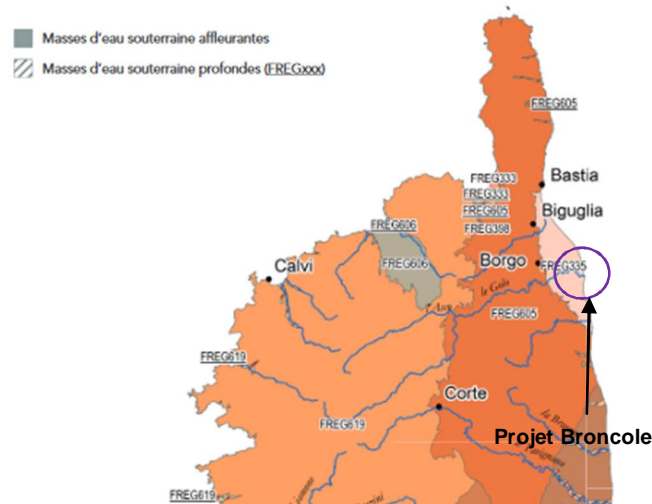 Masses d'eau souterraine affleurantes
Masses d'eau souterraine profondes (FREGxxx)
FREG605
Bastia
FREG333
FREG333
FREG605
FREG398
Biguglia
FREG606
FREG606
Calvi
Borgo
FREG335
le Golo
FREG605
FREG619
Corte
FREG619
Projet Broncole
FREG619